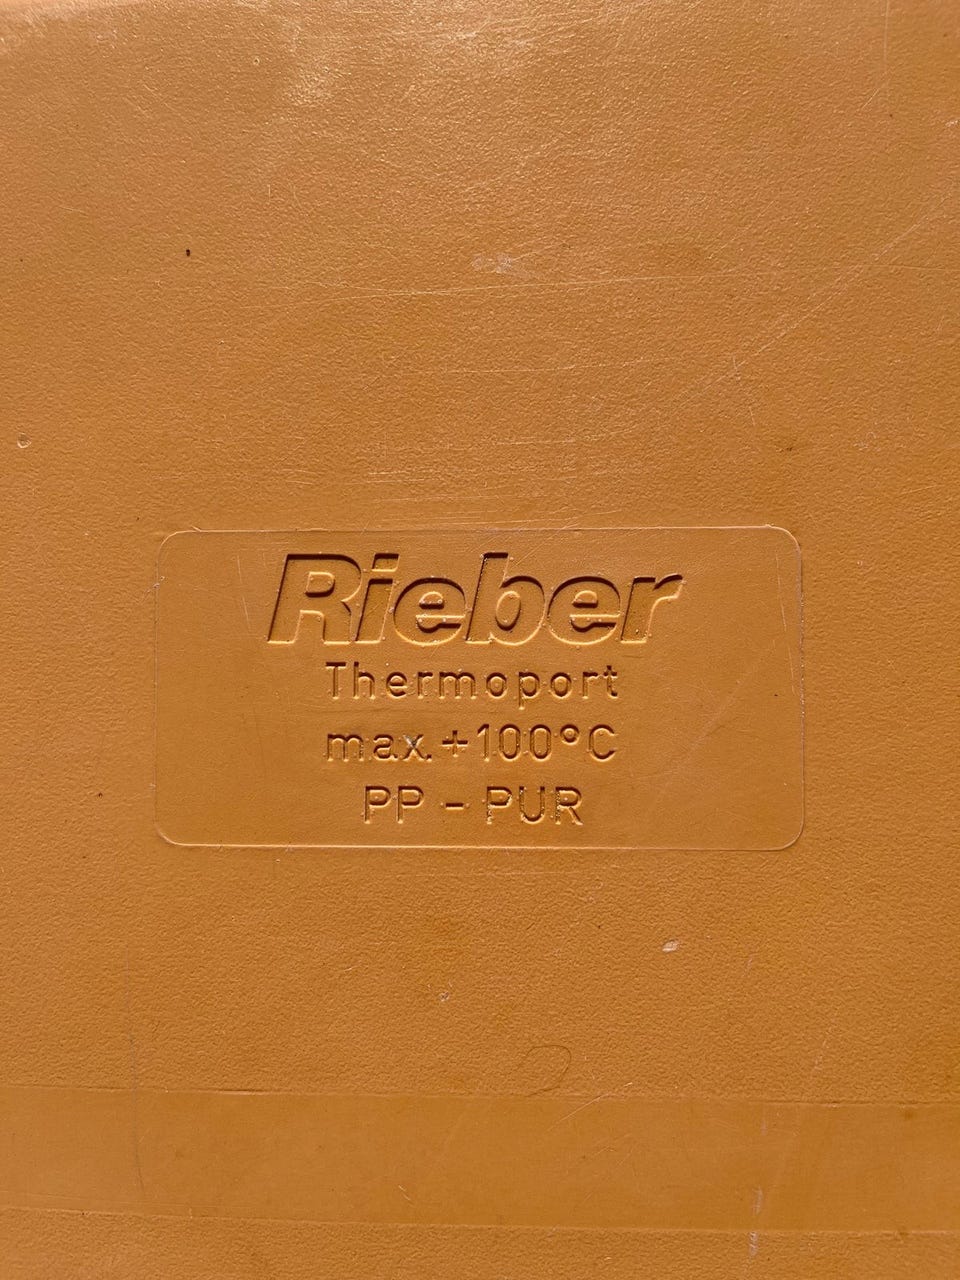 Rieber
Thermoport
max. +100°C
PP - PUR